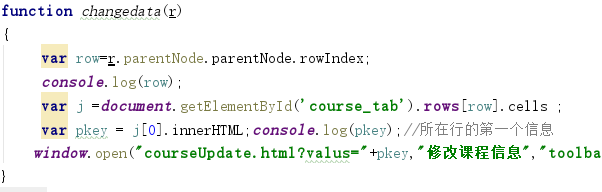 function changedata(r)
{
var row=r.parentNode.parentNode.rowIndex;
console.log(row);
var j =document.getElementById('course_tab').rows[row].cells ;
var pkey = j[0].innerHTML;console.log(pkey);//所在行的第一个信息
window.open("courseUpdate.html?valus="+pkey,"修改课程信息","toolba
}